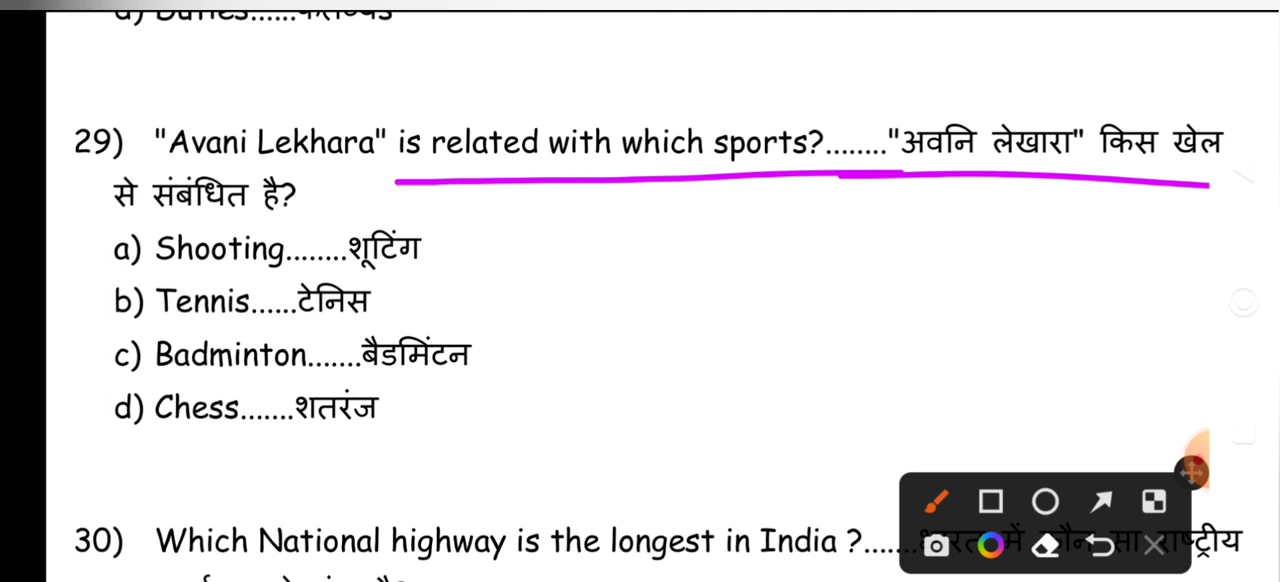 29) "Avani Lekhara" is related with which sports?........"अवनि लेखारा" किस खेल
से संबंधित है?
a) Shooting........शूटिंग
b) Tennis......टेनिस
c) Badminton.......बैडमिंटन
d) Chess.......शतरंज
30) Which National highway is the longest in India ?.......